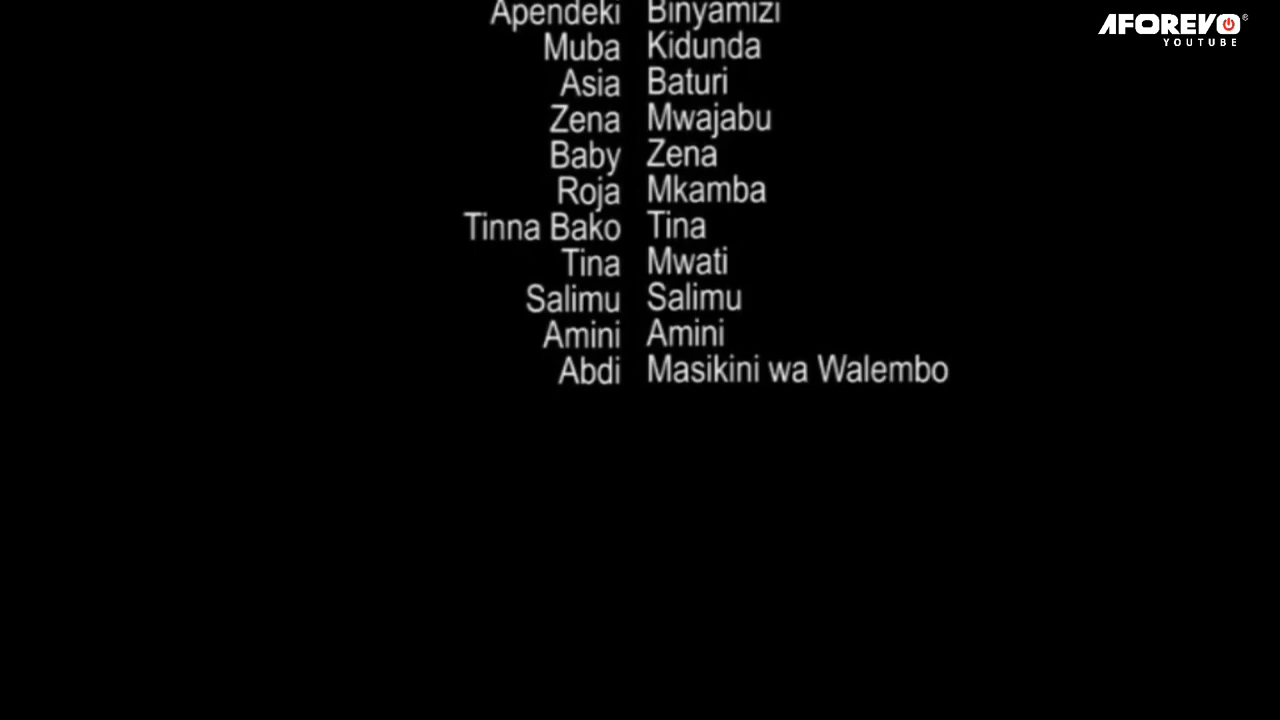 Apendeki Binyamizi
AFOREVO
YOUTUBE
Muba Kidunda
Asia Baturi
Zena Mwajabu
Baby Zena
Roja Mkamba
Tinna Bako Tina
Tina Mwati
Salimu Salimu
Amini Amini
Abdi Masikini wa Walembo